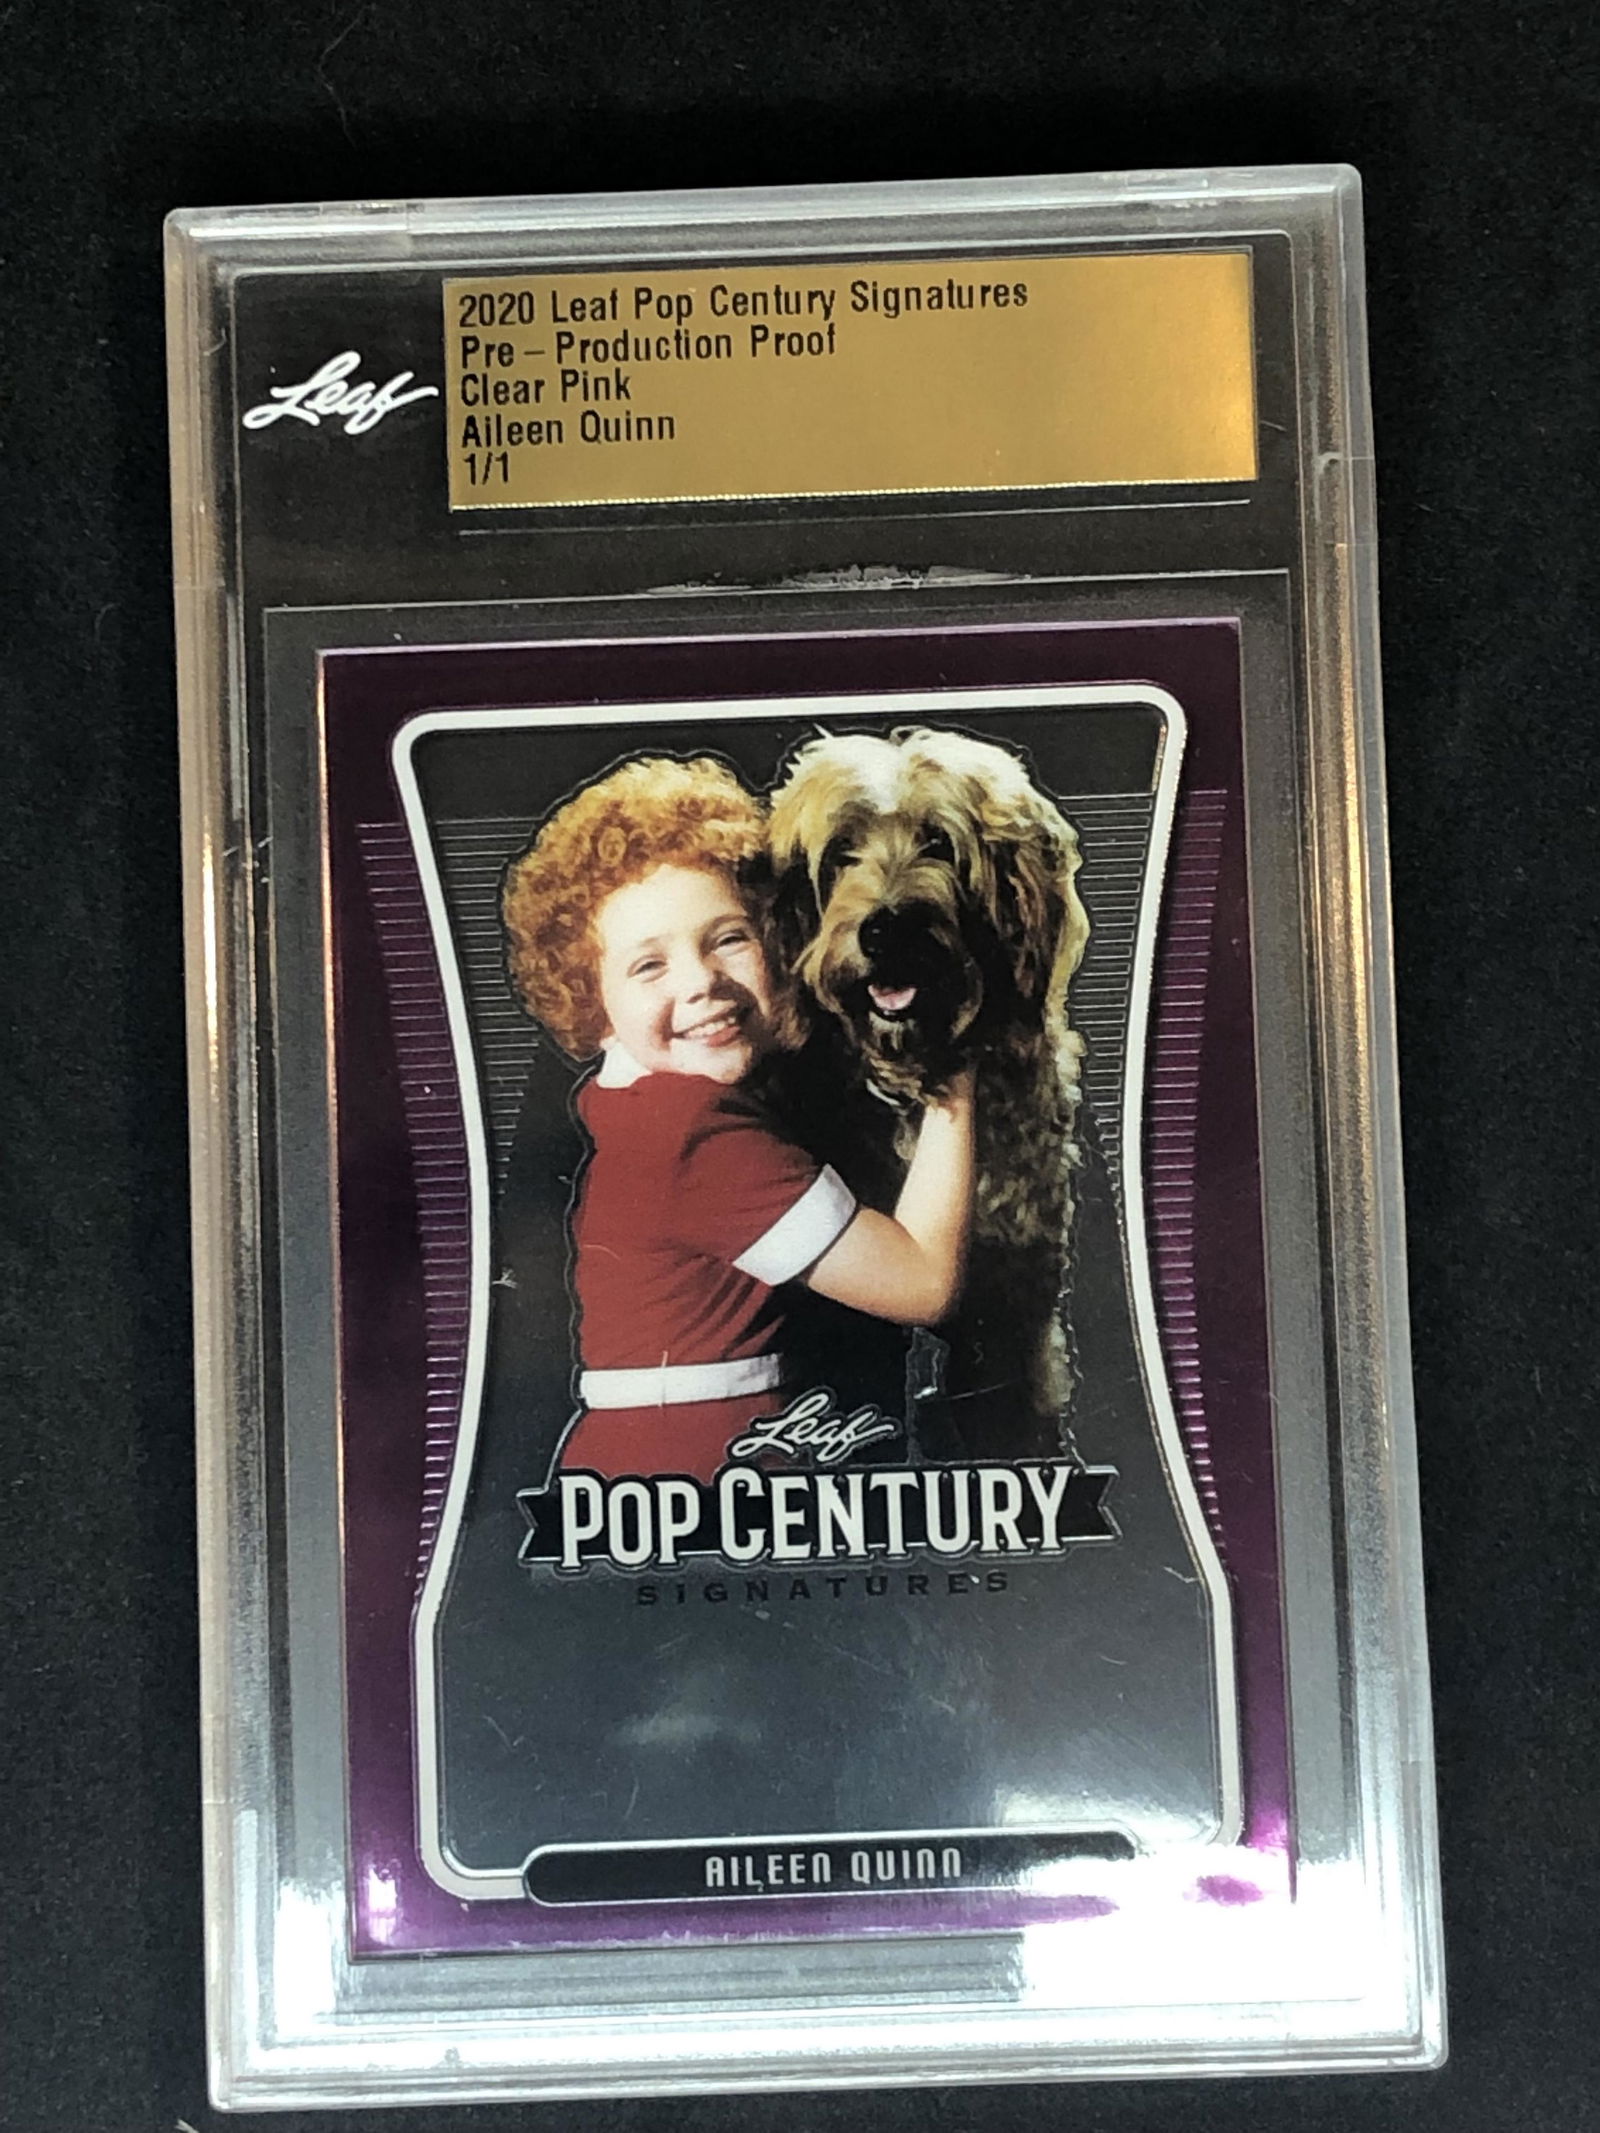 2020 Leaf Pop Century Signatures
Pre – Production Proof
Clear Pink
Aileen Quinn
1/1
Leaf
Leaf
POP CENTURY
SIGNATURES
AILEEN QUINN